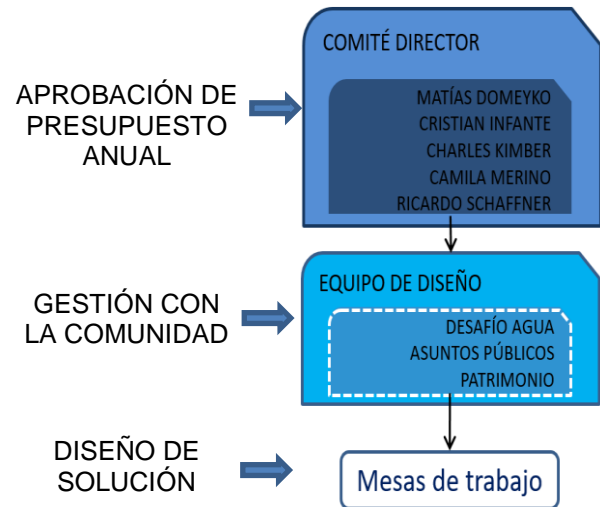 COMITÉ DIRECTOR
APROBACIÓN DE
PRESUPUESTO
ANUAL
MATÍAS DOMEYKO
CRISTIAN INFANTE
CHARLES KIMBER
CAMILA MERINO
RICARDO SCHAFFNER
EQUIPO DE DISEÑO
GESTIÓN CON
LA COMUNIDAD
DESAFÍO AGUA
ASUNTOS PÚBLICOS
PATRIMONIO
DISEÑO DE
SOLUCIÓN
Mesas de trabajo